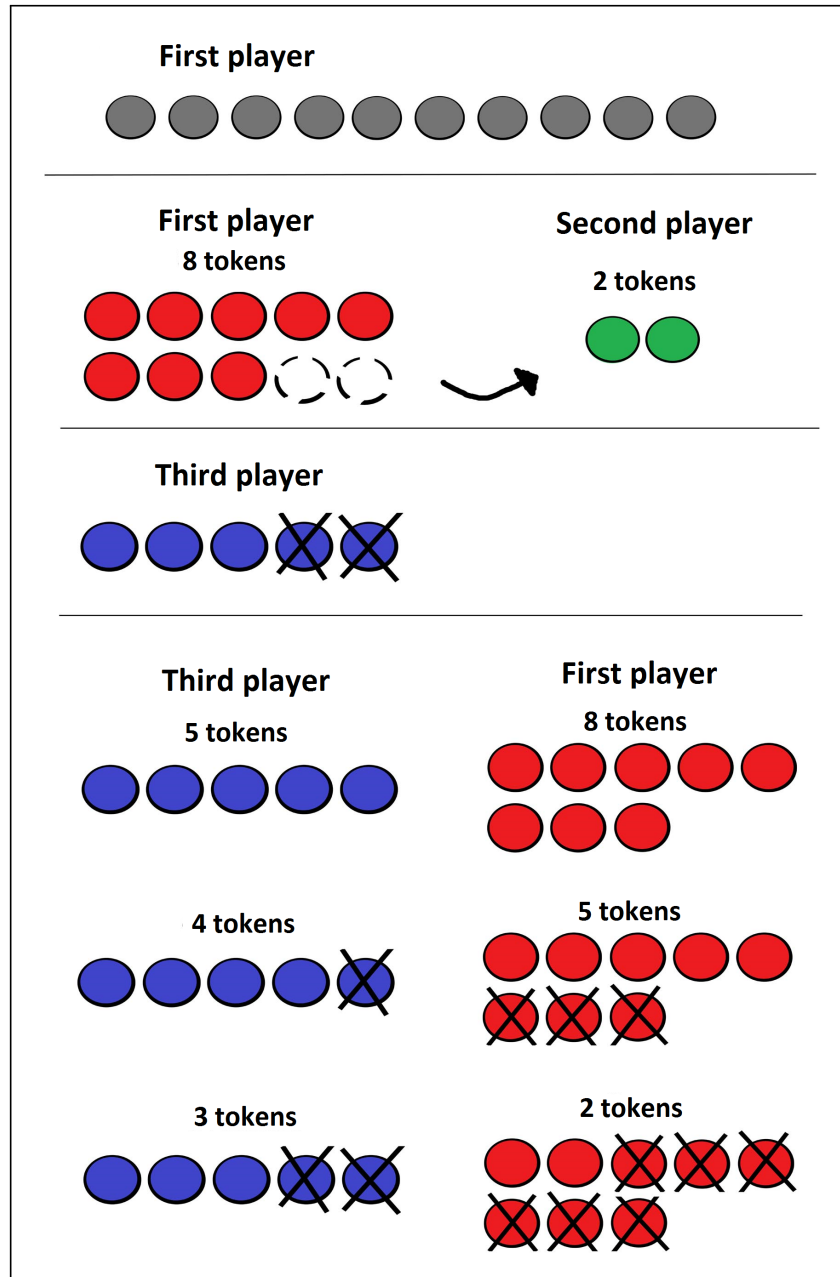 First player
First player
8 tokens
Second player
2 tokens
Third player
Third player
5 tokens
First player
8 tokens
4 tokens
5 tokens
3 tokens
2 tokens